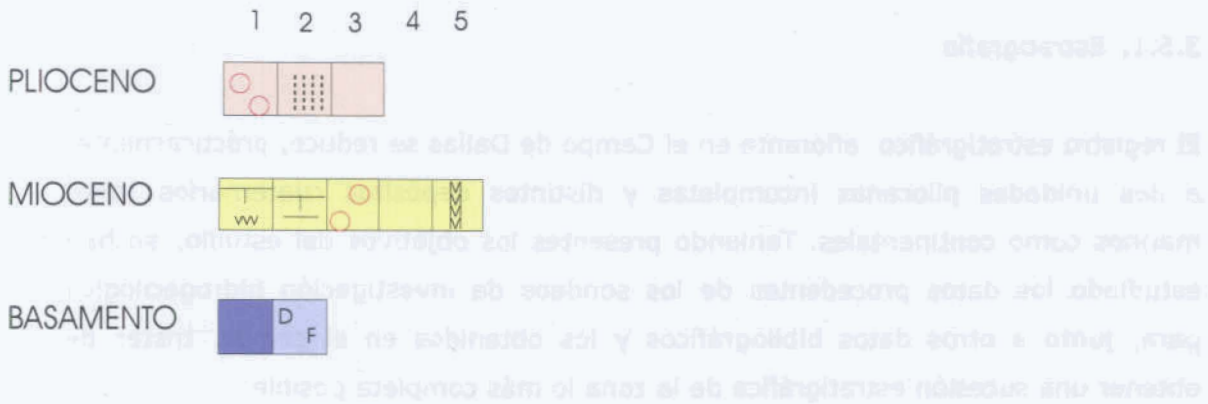 1 2 3 4 5
PLIOCENO
MIOCENO
BASAMENTO
D
F
3.5.1. Estratigrafía
El registro estratigráfico aflorante en el Campo de Dalías se reduce, prácticamente
a dos unidades pliocenas incompletas y distintos depósitos cuaternarios
marinos como continentales. Teniendo presentes los objetivos del estudio, se ha
estudiado los datos procedentes de los sondeos de investigación hidrogeológica
para, junto a otros datos bibliográficos y los obtenidos en tratar de
obtener una sucesión estratigráfica de la zona lo más completa posible